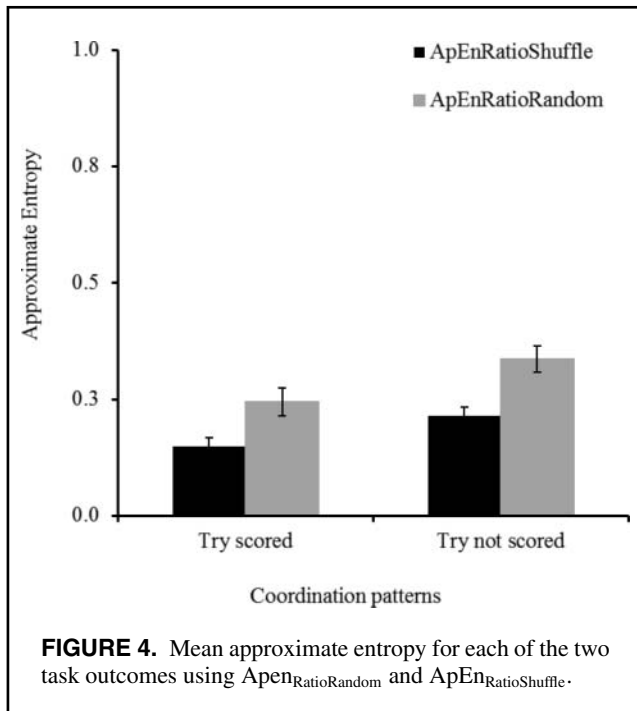 1.0
ApEnRatioShuffle
ApEnRatioRandom
0.8
Approximate Entropy
0.5
0.3
0.0
Try scored
Try not scored
Coordination patterns
FIGURE 4. Mean approximate entropy for each of the two
task outcomes using ApenRatioRandom and ApEnRatioShuffle.